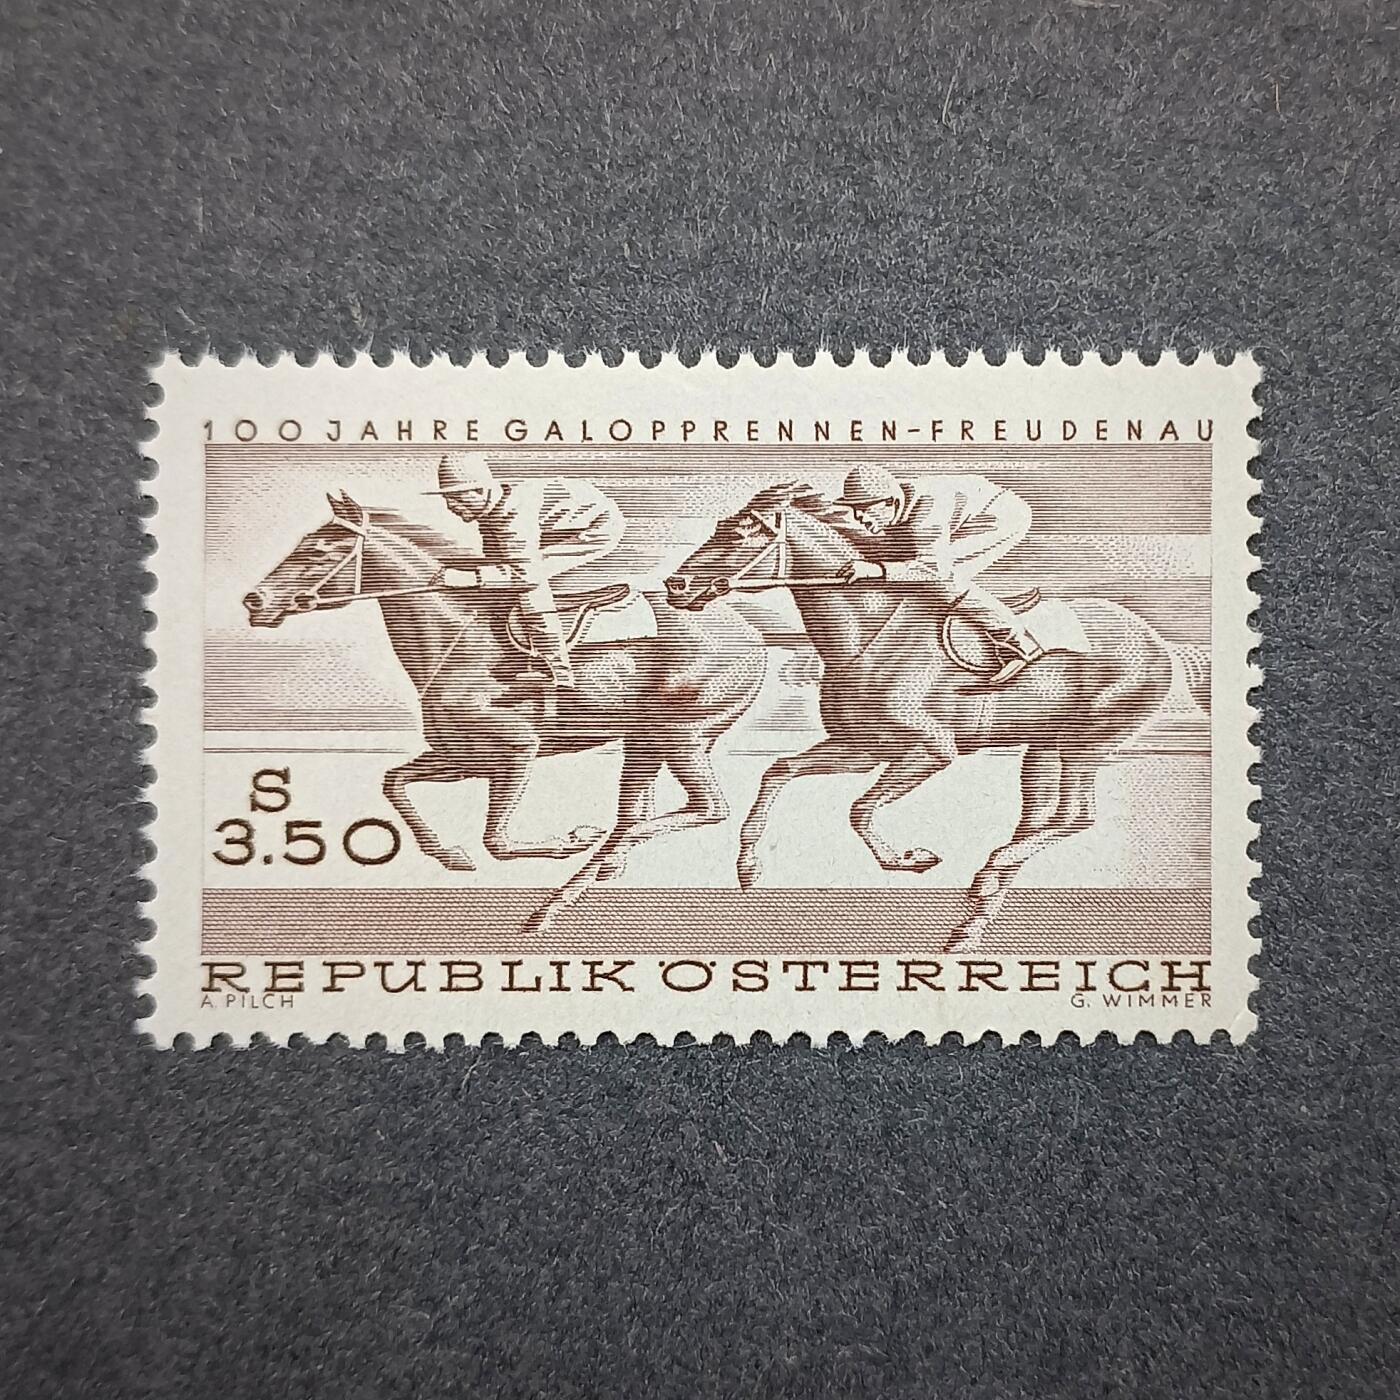 100 JAHRE GALOPPRENNEN-FREUDENAU
S
3.50
REPUBLIK ÖSTERREICH
A. PILCH G. WIMMER